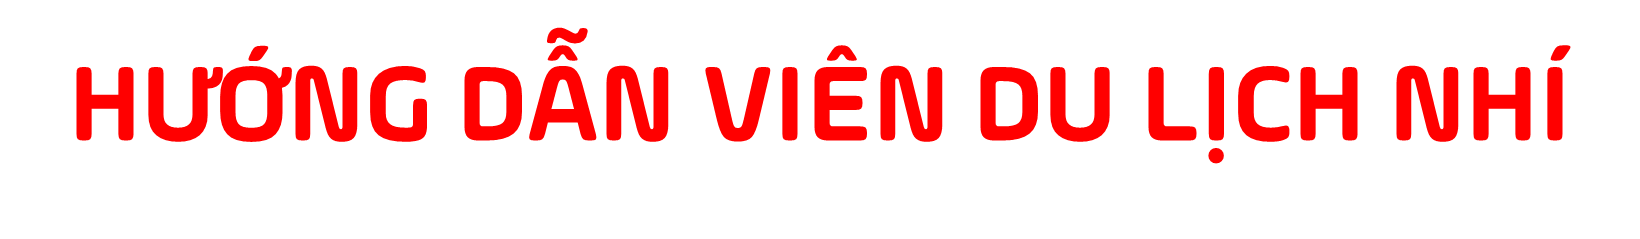 HƯỚNG DẪN VIÊN DU LỊCH NHÍ